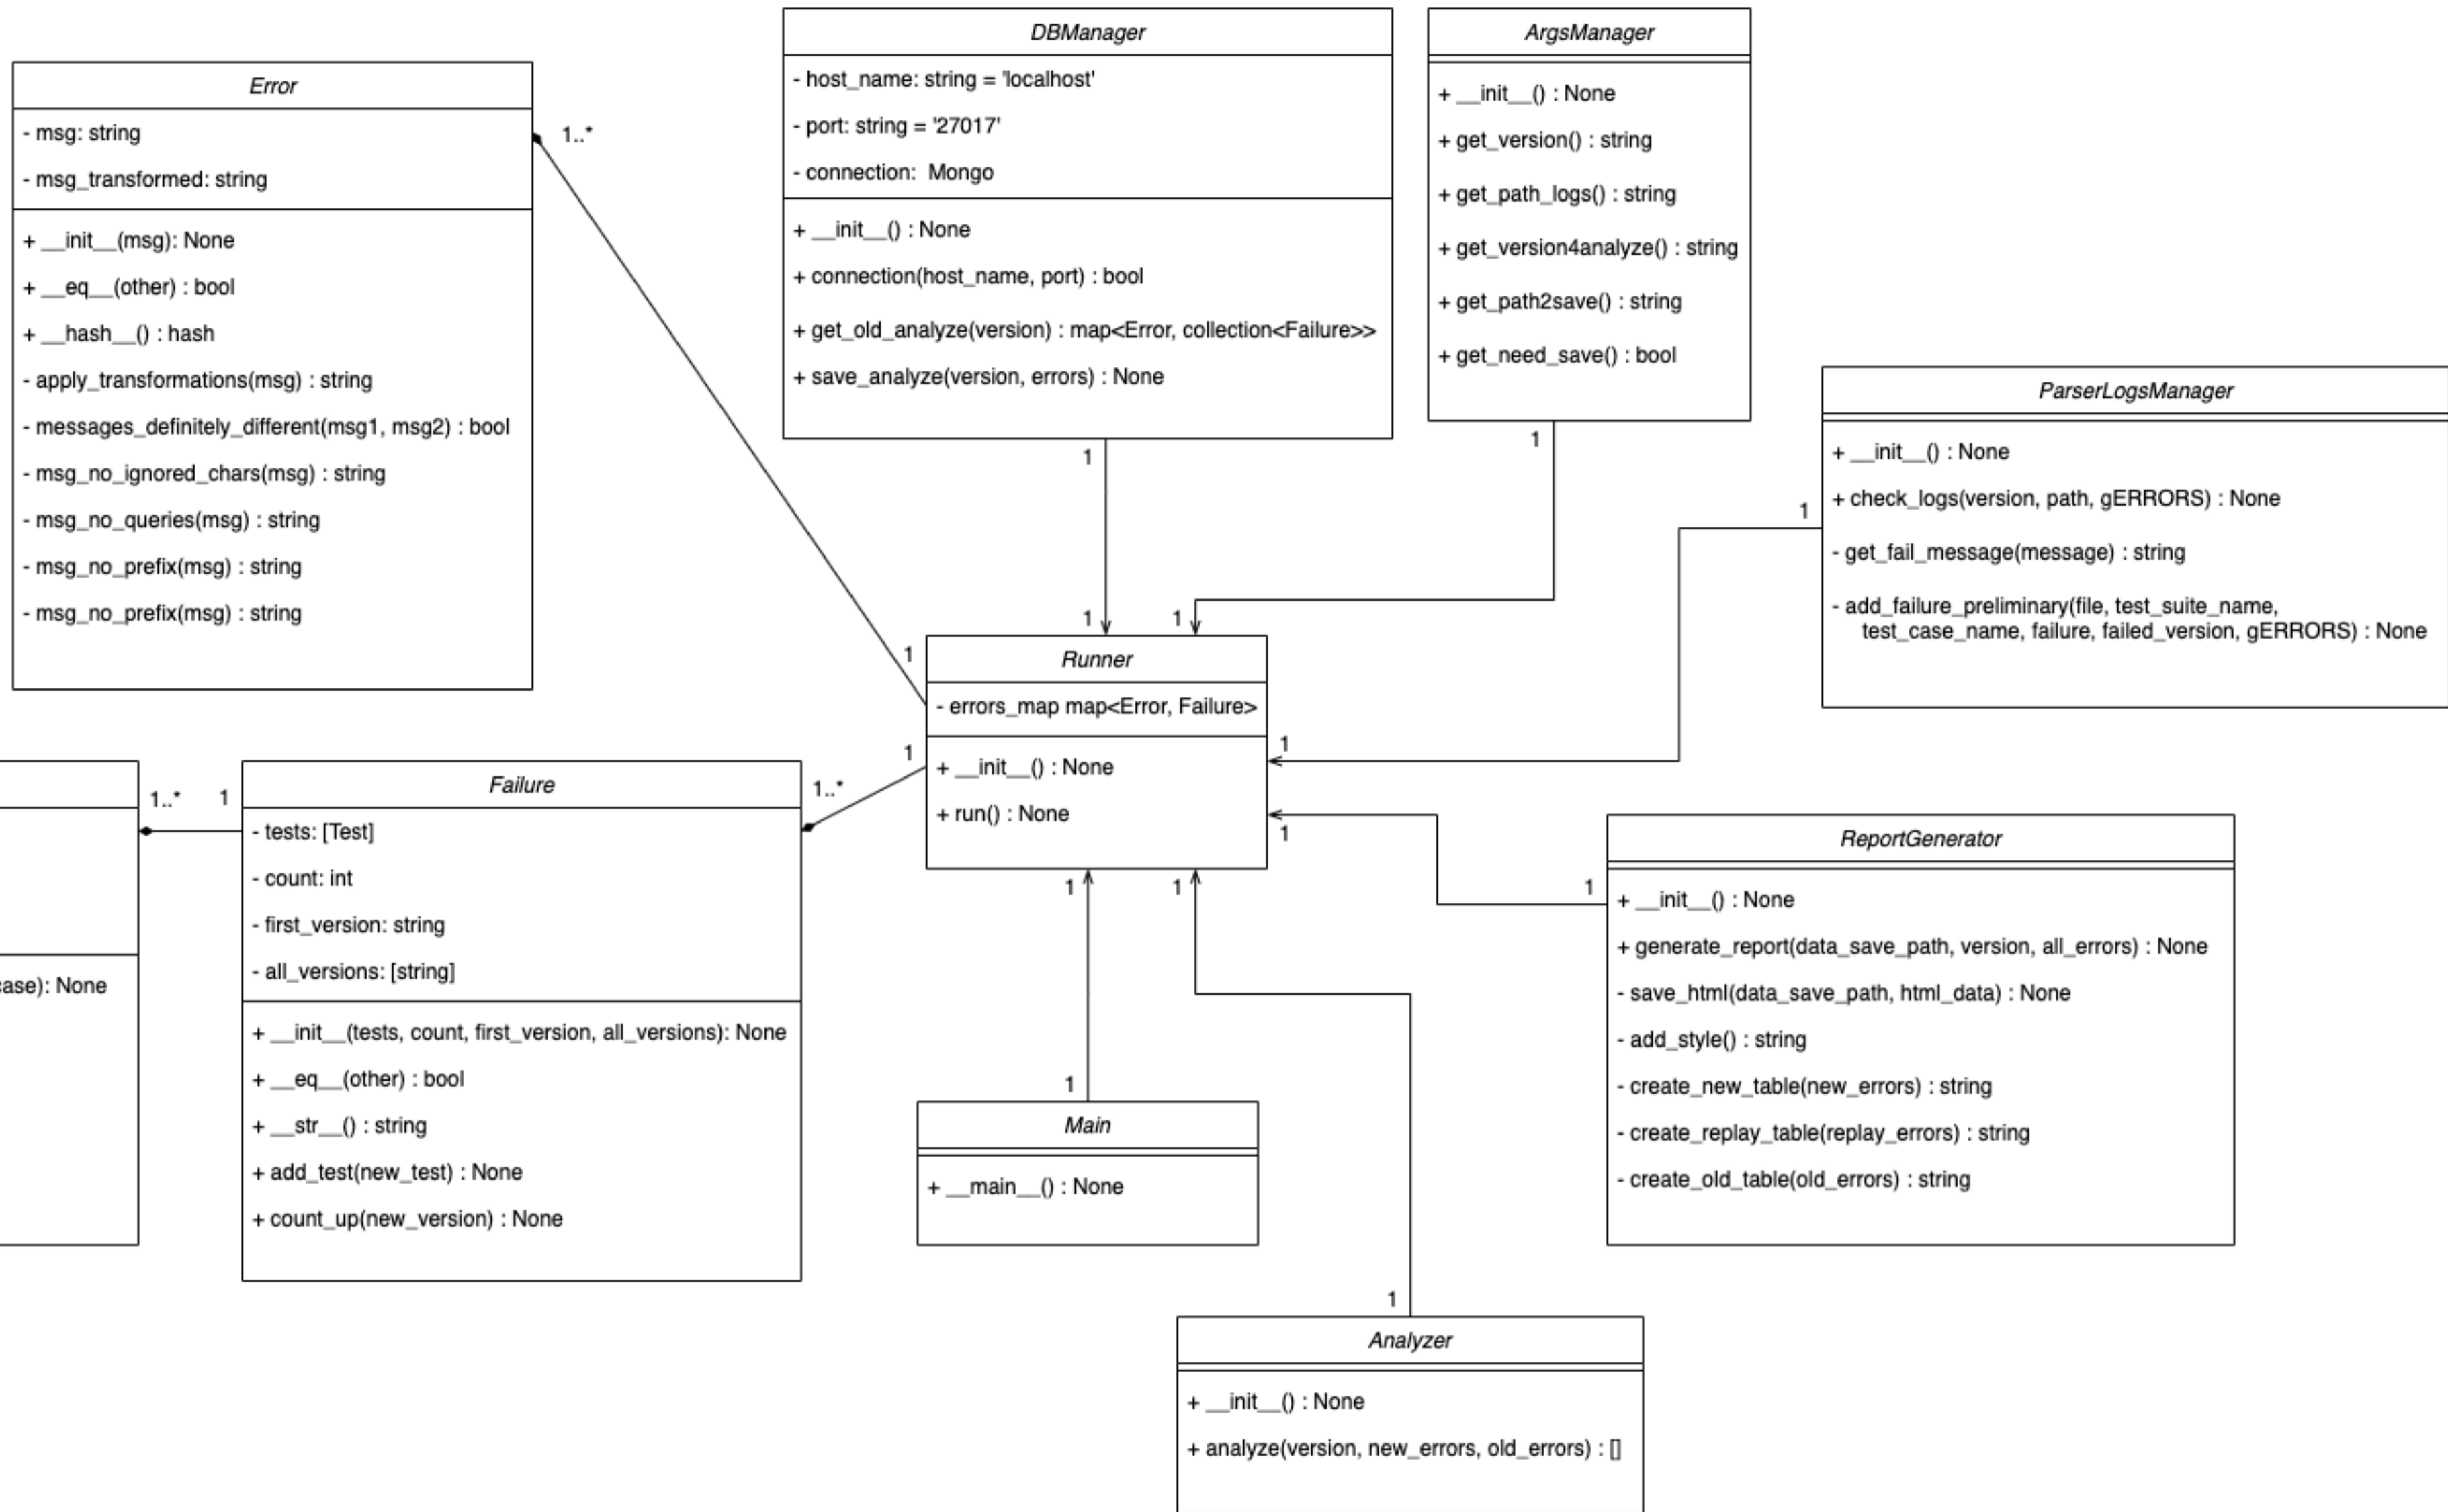 Error
- msg: string
- msg_transformed: string
+ __init__(msg): None
+ __eq__(other) : bool
+ __hash__() : hash
- apply_transformations(msg) : string
- messages_definitely_different(msg1, msg2) : bool
- msg_no_ignored_chars(msg) : string
- msg_no_queries(msg) : string
- msg_no_prefix(msg) : string
- msg_no_prefix(msg) : string
1..*
1
DBManager
- host_name: string = 'localhost'
- port: string = '27017'
- connection:  Mongo
+ __init__() : None
+ connection(host_name, port) : bool
+ get_old_analyze(version) : map<Error, collection<Failure>>
+ save_analyze(version, errors) : None
1
1
ArgsManager
+ __init__() : None
+ get_version() : string
+ get_path_logs() : string
+ get_version4analyze() : string
+ get_path2save() : string
+ get_need_save() : bool
1
1
ParserLogsManager
+ __init__() : None
+ check_logs(version, path, gERRORS) : None
- get_fail_message(message) : string
- add_failure_preliminary(file, test_suite_name,
test_case_name, failure, failed_version, gERRORS) : None
1
1
Runner
- errors_map map<Error, Failure>
+ __init__() : None
+ run() : None
1
1..*
case): None
1..*
1
Failure
- tests: [Test]
- count: int
- first_version: string
- all_versions: [string]
+ __init__(tests, count, first_version, all_versions): None
+ __eq__(other) : bool
+ __str__() : string
+ add_test(new_test) : None
+ count_up(new_version) : None
1
1
Main
+ __main__() : None
1
1
ReportGenerator
+ __init__() : None
+ generate_report(data_save_path, version, all_errors) : None
- save_html(data_save_path, html_data) : None
- add_style() : string
- create_new_table(new_errors) : string
- create_replay_table(replay_errors) : string
- create_old_table(old_errors) : string
1
1
Analyzer
+ __init__() : None
+ analyze(version, new_errors, old_errors) : []